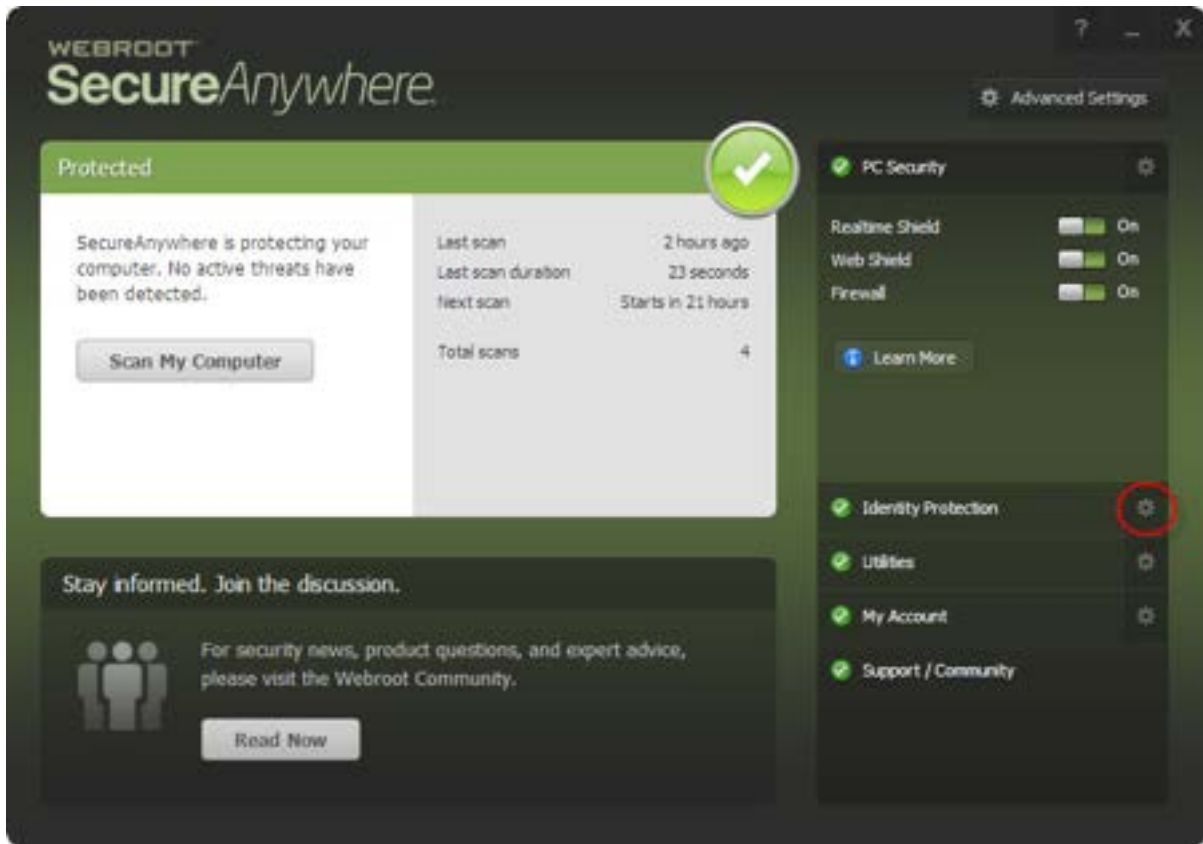 ? _ X
WEBROOT
SecureAnywhere.
Advanced Settings
Protected
SecureAnywhere is protecting your
computer. No active threats have
been detected.
Scan My Computer
Last scan 2 hours ago
Last scan duration 23 seconds
Next scan Starts in 21 hours
Total scans 4
Stay informed. Join the discussion.
For security news, product questions, and expert advice,
please visit the Webroot Community.
Read Now
PC Security
Realtime Shield On
Web Shield On
Firewall On
Learn More
Identity Protection
Utilities
My Account
Support / Community